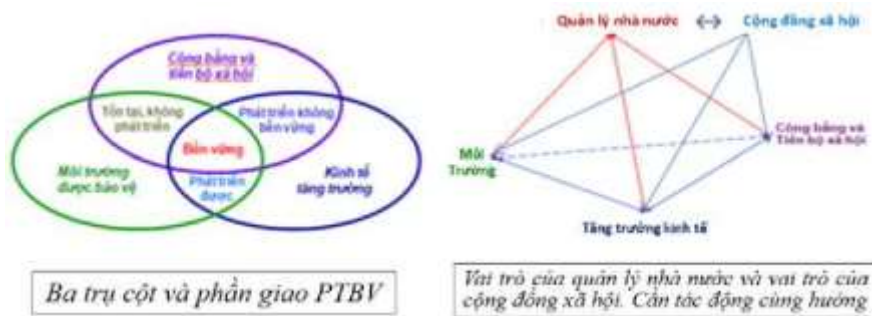 Công bằng và
tiến bộ xã hội
Tồn tại, không
phát triển
Phát triển không
bền vững
Bền vững
Môi trường
được bảo vệ
Phát triển
được
Kinh tế
tăng trưởng
Ba trụ cột và phần giao PTBV
Quản lý nhà nước
Cộng đồng xã hội
Môi
Trường
Công bằng và
Tiến bộ xã hội
Tăng trưởng kinh tế
Vai trò của quản lý nhà nước và vai trò của
cộng đồng xã hội. Cần tác động cùng hướng